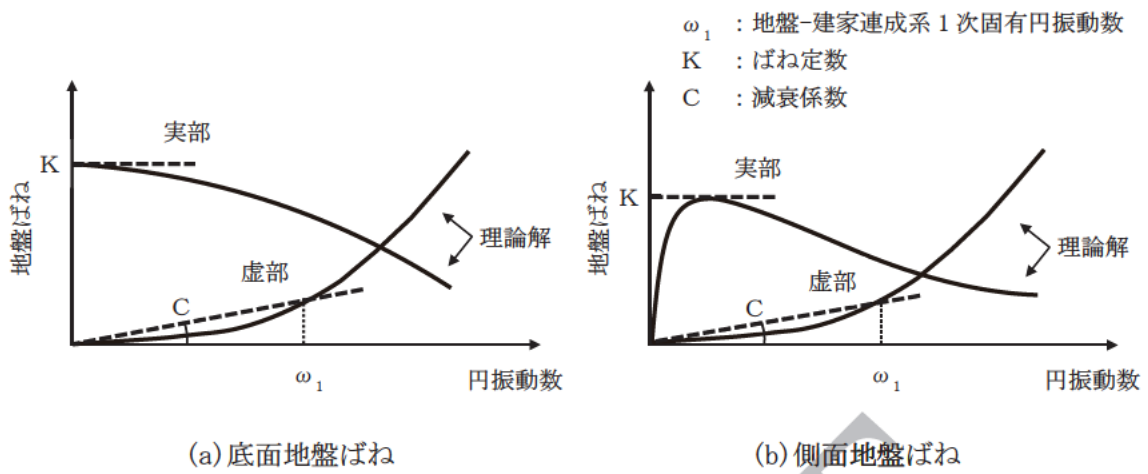 ω₁ ：地盤-建家連成系１次固有円振動数
K ：ばね定数
C ：減衰係数
地盤ばね
K
実部
虚部
C
理論解
ω₁
円振動数
(a)底面地盤ばね
地盤ばね
K
実部
虚部
C
理論解
ω₁
円振動数
(b)側面地盤ばね